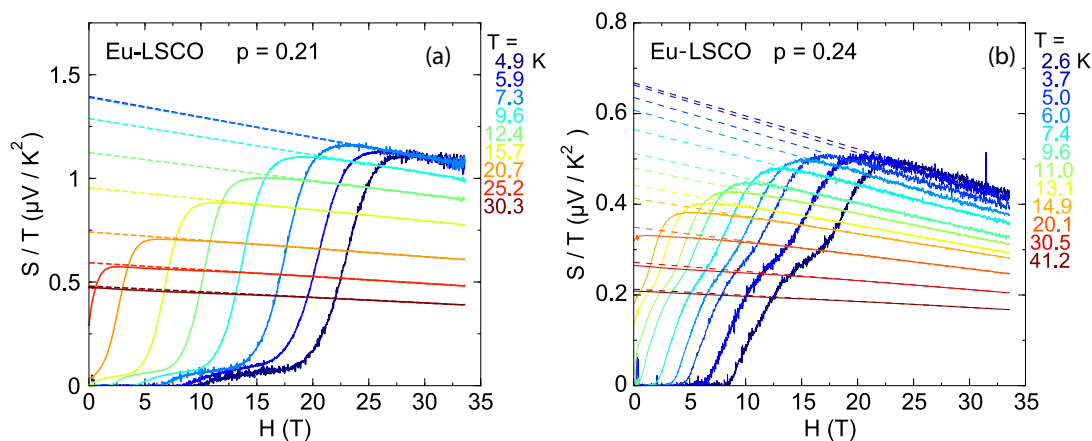 Eu-LSCO p = 0.21 (a)
S / T (µV / K²)
1.5
1
0.5
0
0 5 10 15 20 25 30 35
H (T)
T =
4.9 K
5.9
7.3
9.6
12.4
15.7
20.7
25.2
30.3
Eu-LSCO p = 0.24 (b)
S / T (µV / K²)
0.8
0.6
0.4
0.2
0
0 5 10 15 20 25 30 35
H (T)
T =
2.6 K
3.7
5.0
6.0
7.4
9.6
11.0
13.1
14.9
20.1
30.5
41.2